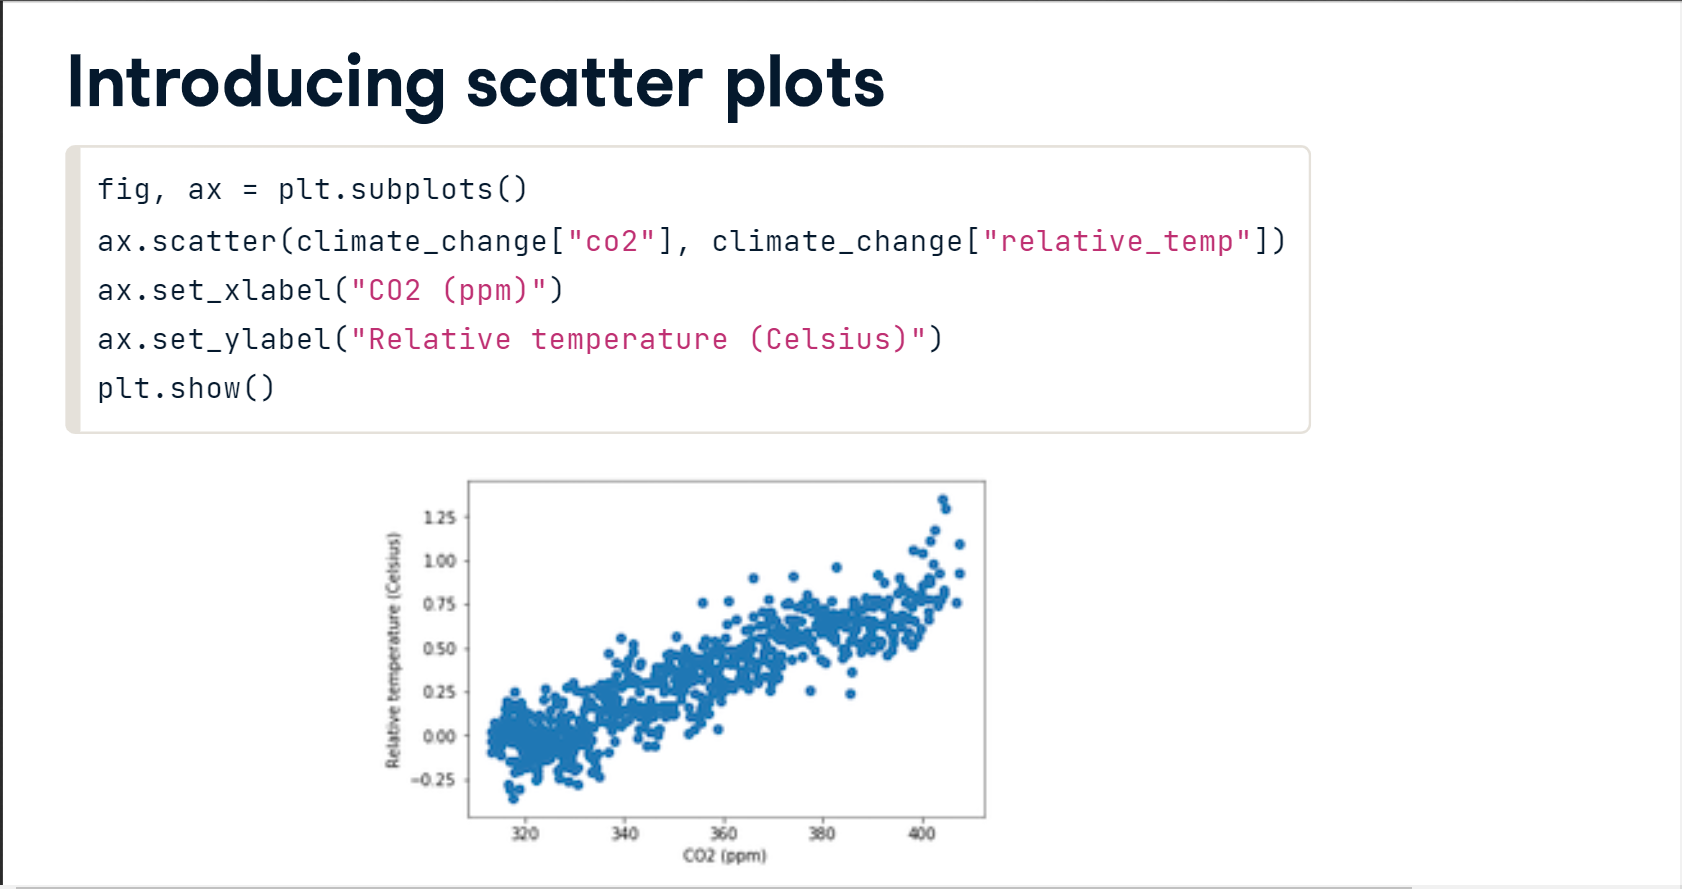 Introducing scatter plots
fig, ax = plt.subplots()
ax.scatter(climate_change["co2"], climate_change["relative_temp"])
ax.set_xlabel("CO2 (ppm)")
ax.set_ylabel("Relative temperature (Celsius)")
plt.show()
Relative temperature (Celsius)
1.25
1.00
0.75
0.50
0.25
0.00
−0.25
320 340 360 380 400
CO2 (ppm)